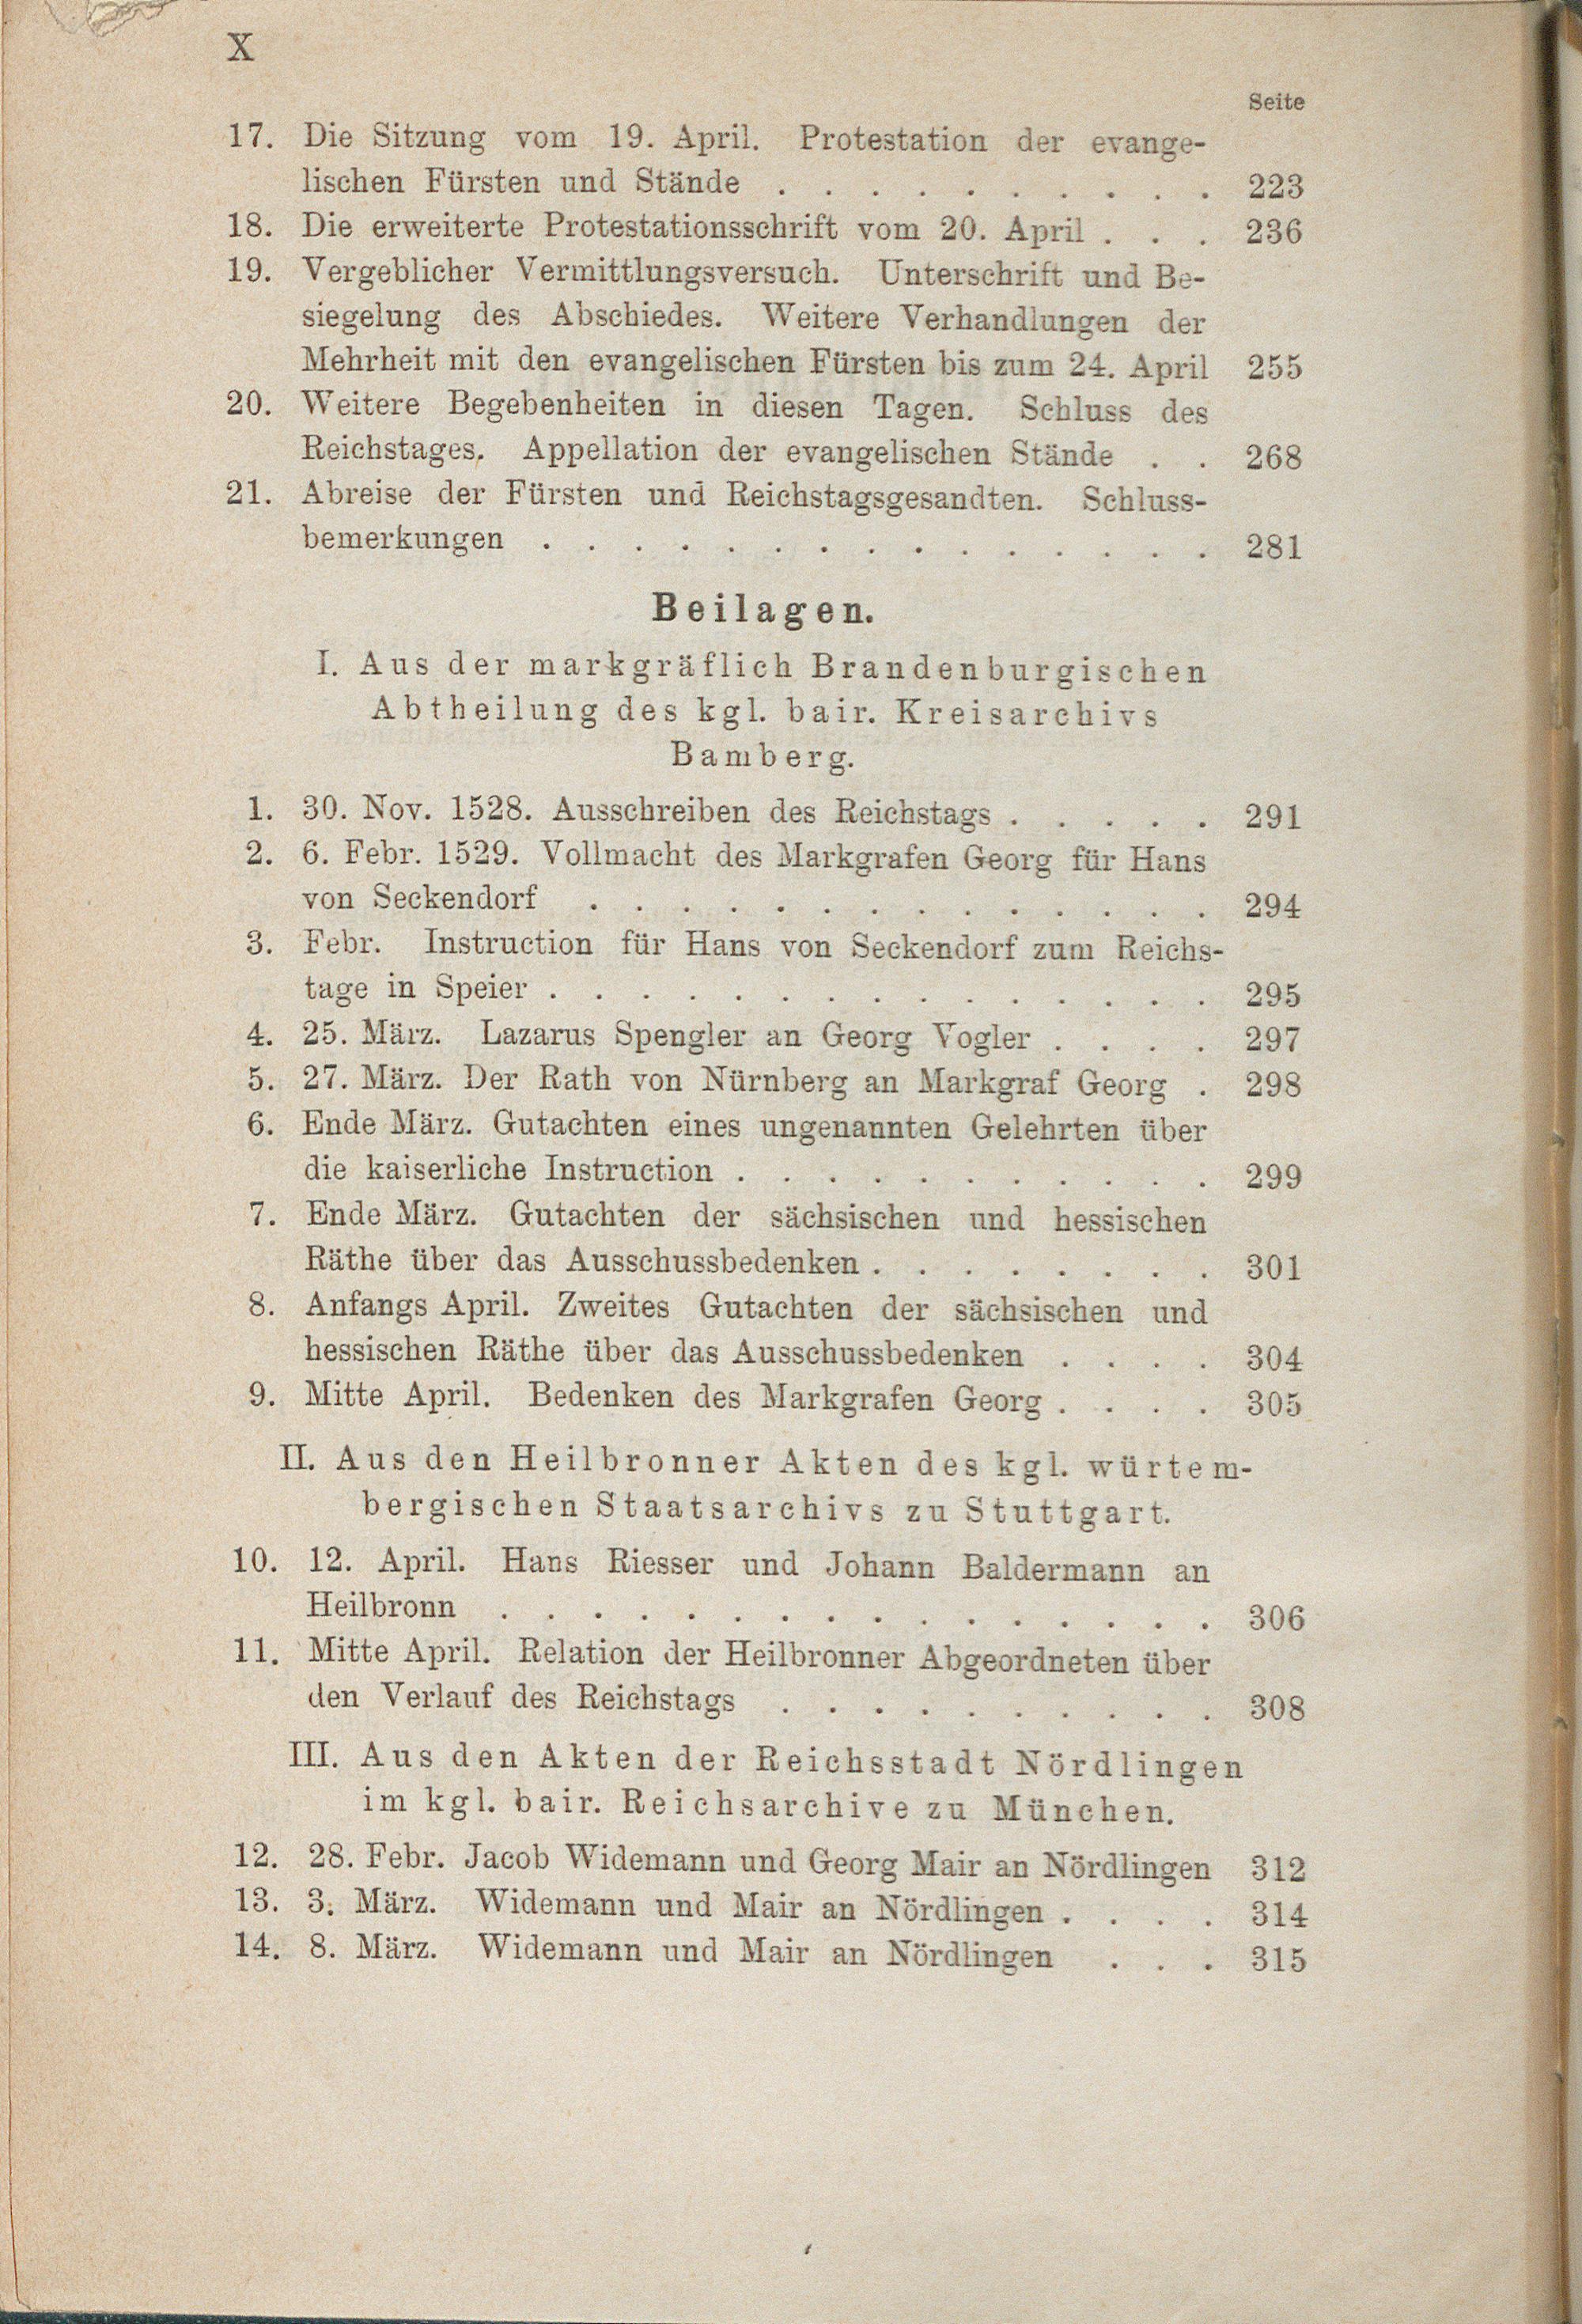 X
Seite
17. Die Sitzung vom 19. April. Protestation der evange-
lischen Fürsten und Stände . . . . . . . . . . 223
18. Die erweiterte Protestationsschrift vom 20. April . . . 236
19. Vergeblicher Vermittlungsversuch. Unterschrift und Be-
siegelung des Abschiedes. Weitere Verhandlungen der
Mehrheit mit den evangelischen Fürsten bis zum 24. April 255
20. Weitere Begebenheiten in diesen Tagen. Schluss des
Reichstages. Appellation der evangelischen Stände . . 268
21. Abreise der Fürsten und Reichstagsgesandten. Schluss-
bemerkungen . . . . . . . . . . . . . . . 281
Beilagen.
I. Aus der markgräflich Brandenburgischen
Abtheilung des kgl. bair. Kreisarchivs
Bamberg.
1. 30. Nov. 1528. Ausschreiben des Reichstags . . . . . 291
2. 6. Febr. 1529. Vollmacht des Markgrafen Georg für Hans
von Seckendorf . . . . . . . . . . . . . . 294
3. Febr. Instruction für Hans von Seckendorf zum Reichs-
tage in Speier . . . . . . . . . . . . . . . 295
4. 25. März. Lazarus Spengler an Georg Vogler . . . . 297
5. 27. März. Der Rath von Nürnberg an Markgraf Georg . 298
6. Ende März. Gutachten eines ungenannten Gelehrten über
die kaiserliche Instruction . . . . . . . . . . . 299
7. Ende März. Gutachten der sächsischen und hessischen
Räthe über das Ausschussbedenken . . . . . . . . 301
8. Anfangs April. Zweites Gutachten der sächsischen und
hessischen Räthe über das Ausschussbedenken . . . . 304
9. Mitte April. Bedenken des Markgrafen Georg . . . . 305
II. Aus den Heilbronner Akten des kgl. würtem-
bergischen Staatsarchivs zu Stuttgart.
10. 12. April. Hans Riesser und Johann Baldermann an
Heilbronn . . . . . . . . . . . . . . . . 306
11. Mitte April. Relation der Heilbronner Abgeordneten über
den Verlauf des Reichstags . . . . . . . . . . 308
III. Aus den Akten der Reichsstadt Nördlingen
im kgl. bair. Reichsarchive zu München.
12. 28. Febr. Jacob Widemann und Georg Mair an Nördlingen 312
13. 3. März. Widemann und Mair an Nördlingen . . . . 314
14. 8. März. Widemann und Mair an Nördlingen . . . 315